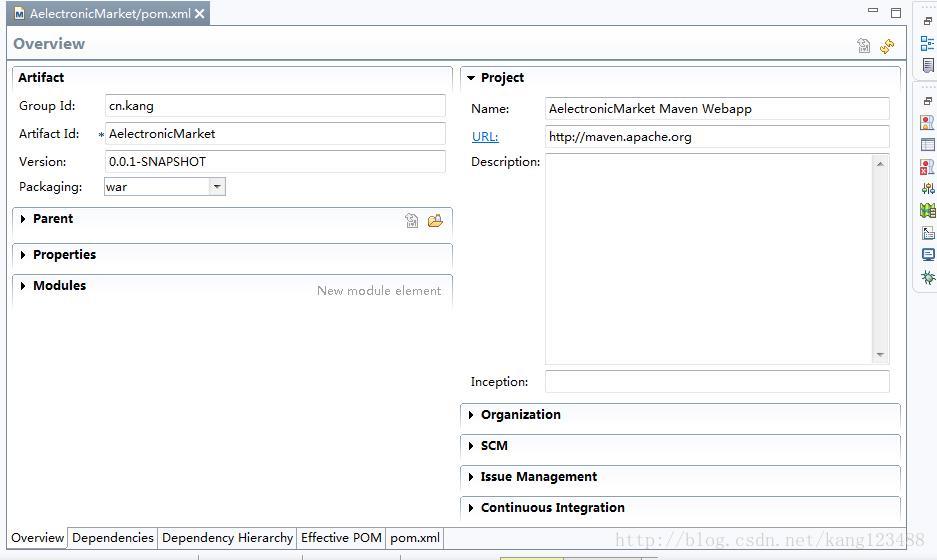 AelectronicMarket/pom.xml
Overview
Artifact
Group Id: cn.kang
Artifact Id: * AelectronicMarket
Version: 0.0.1-SNAPSHOT
Packaging: war
Parent
Properties
Modules
New module element
Project
Name: AelectronicMarket Maven Webapp
URL: http://maven.apache.org
Description:
Inception:
Organization
SCM
Issue Management
Continuous Integration
Overview Dependencies Dependency Hierarchy Effective POM pom.xml
http://blog.csdn.net/kang123488